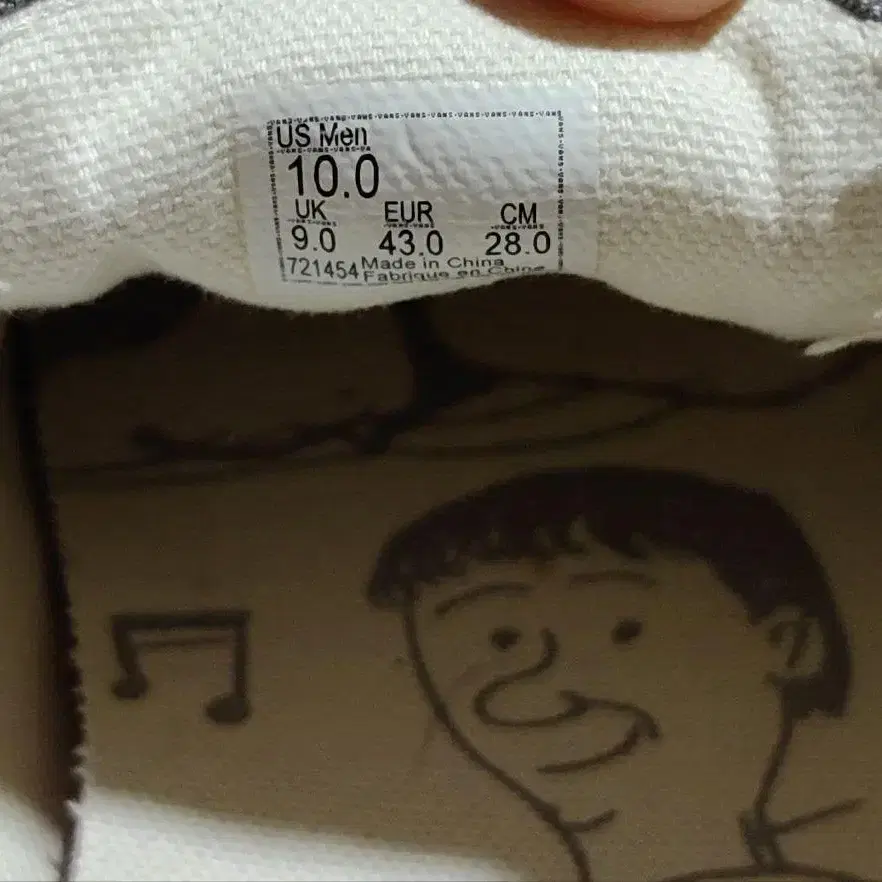 US Men
10.0
UK EUR CM
9.0 43.0 28.0
721454 Made in China
Fabriqué en Chine